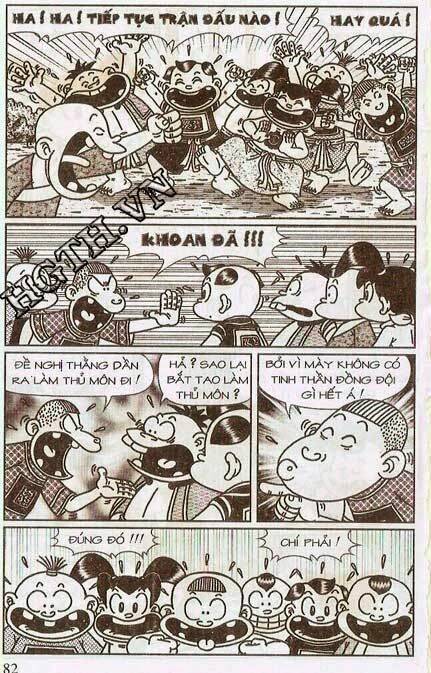 HA! HA! TIẾP TỤC TRẬN ĐẤU NÀO!
HAY QUÁ!
HGTH.VN
KHOAN ĐÃ!!!
ĐỀ NGHỊ THẰNG DẦN
RA LÀM THỦ MÔN ĐI!
HẢ? SAO LẠI
BẮT TAO LÀM
THỦ MÔN?
BỞI VÌ MÀY KHÔNG CÓ
TINH THẦN ĐỒNG ĐỘI
GÌ HẾT Á!
ĐÚNG ĐÓ!!!
CHÍ PHẢI!
82